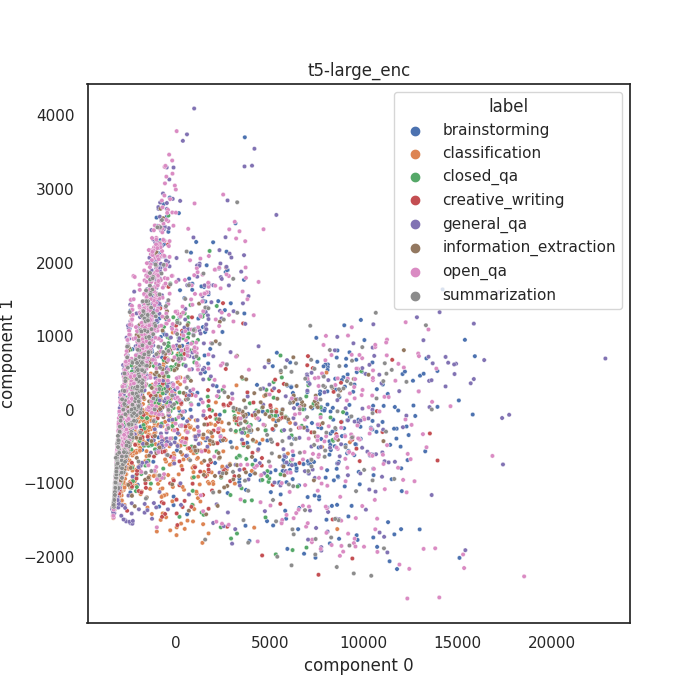 t5-large_enc
label
brainstorming
classification
closed_qa
creative_writing
general_qa
information_extraction
open_qa
summarization
4000
3000
2000
1000
0
−1000
−2000
component 1
0
5000
10000
15000
20000
component 0